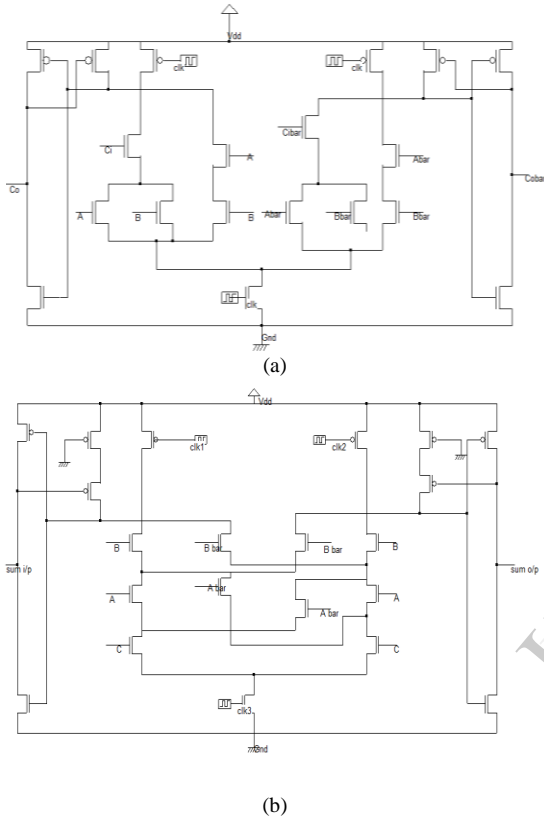 Vdd
clk
clk
Ci
A
Cibar
Abar
Co
Cobar
A
B
B
Abar
Bbar
Bbar
clk
Gnd
(a)
Vdd
clk1
clk2
B
B bar
B bar
B
sum i/p
sum o/p
A
A bar
A bar
A
C
C
clk3
Gnd
(b)